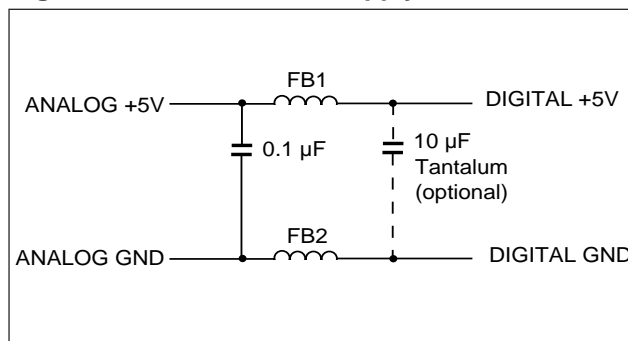 FB1
ANALOG +5V
DIGITAL +5V
0.1 µF
10 µF
Tantalum
(optional)
FB2
ANALOG GND
DIGITAL GND